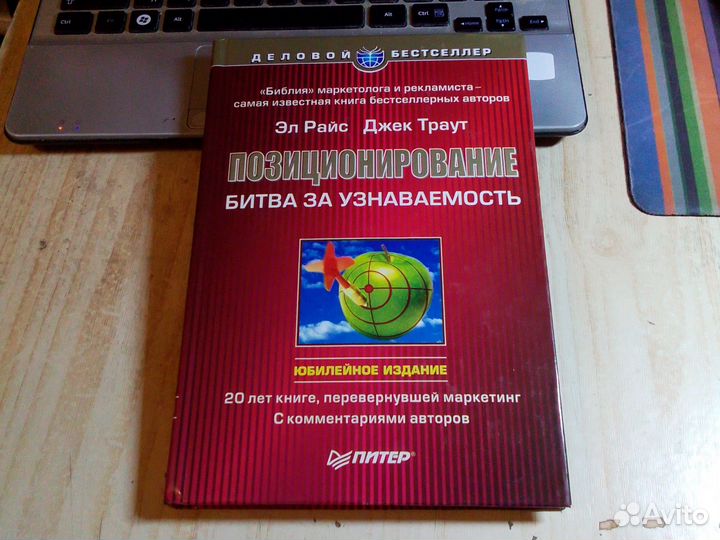 ДЕЛОВОЙ БЕСТСЕЛЛЕР
«Библия» маркетолога и рекламиста –
самая известная книга бестселлерных авторов
Эл Райс Джек Траут
ПОЗИЦИОНИРОВАНИЕ
БИТВА ЗА УЗНАВАЕМОСТЬ
ЮБИЛЕЙНОЕ ИЗДАНИЕ
20 лет книге, перевернувшей маркетинг
С комментариями авторов
ПИТЕР®
Avito